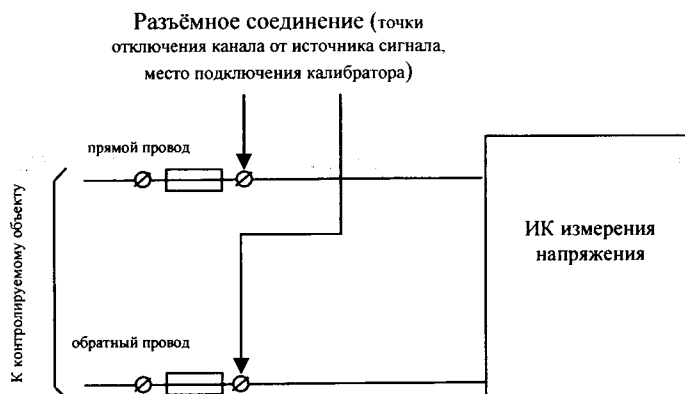 Разъёмное соединение (точки
отключения канала от источника сигнала,
место подключения калибратора)
прямой провод
К контролируемому объекту
ИК измерения
напряжения
обратный провод